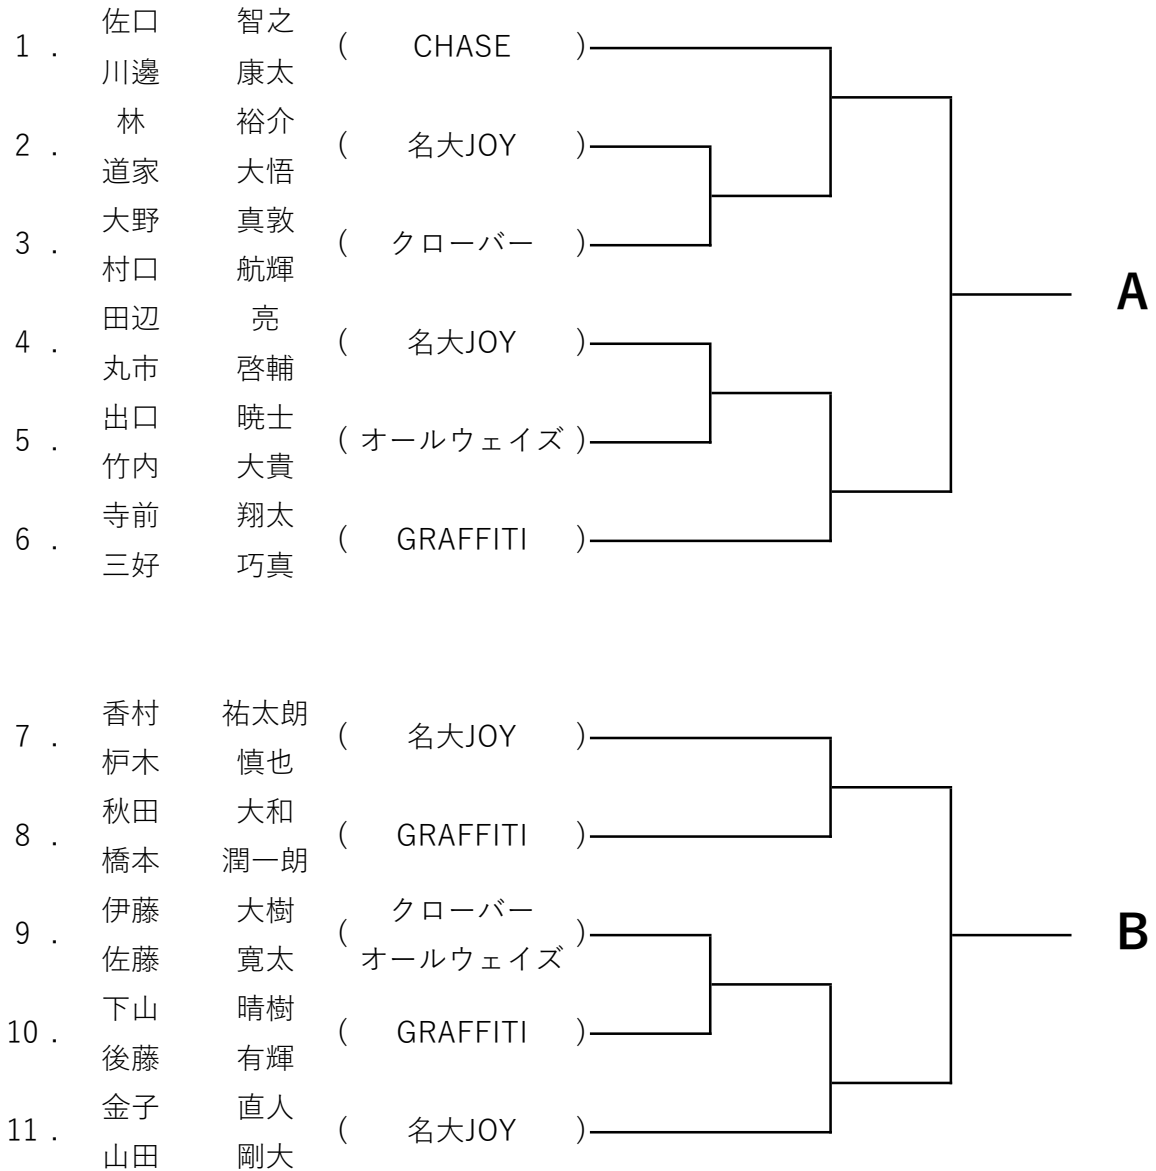 佐口 智之
1 . ( CHASE )
川邊 康太
林 裕介
2 . ( 名大JOY )
道家 大悟
大野 真敦
3 . ( クローバー )
村口 航輝
A
田辺 亮
4 . ( 名大JOY )
丸市 啓輔
出口 暁士
5 . ( オールウェイズ )
竹内 大貴
寺前 翔太
6 . ( GRAFFITI )
三好 巧真
香村 祐太朗
7 . ( 名大JOY )
枦木 慎也
秋田 大和
8 . ( GRAFFITI )
橋本 潤一朗
伊藤 大樹 クローバー
9 . ( ) B
佐藤 寛太 オールウェイズ
下山 晴樹
10 . ( GRAFFITI )
後藤 有輝
金子 直人
11 . ( 名大JOY )
山田 剛大